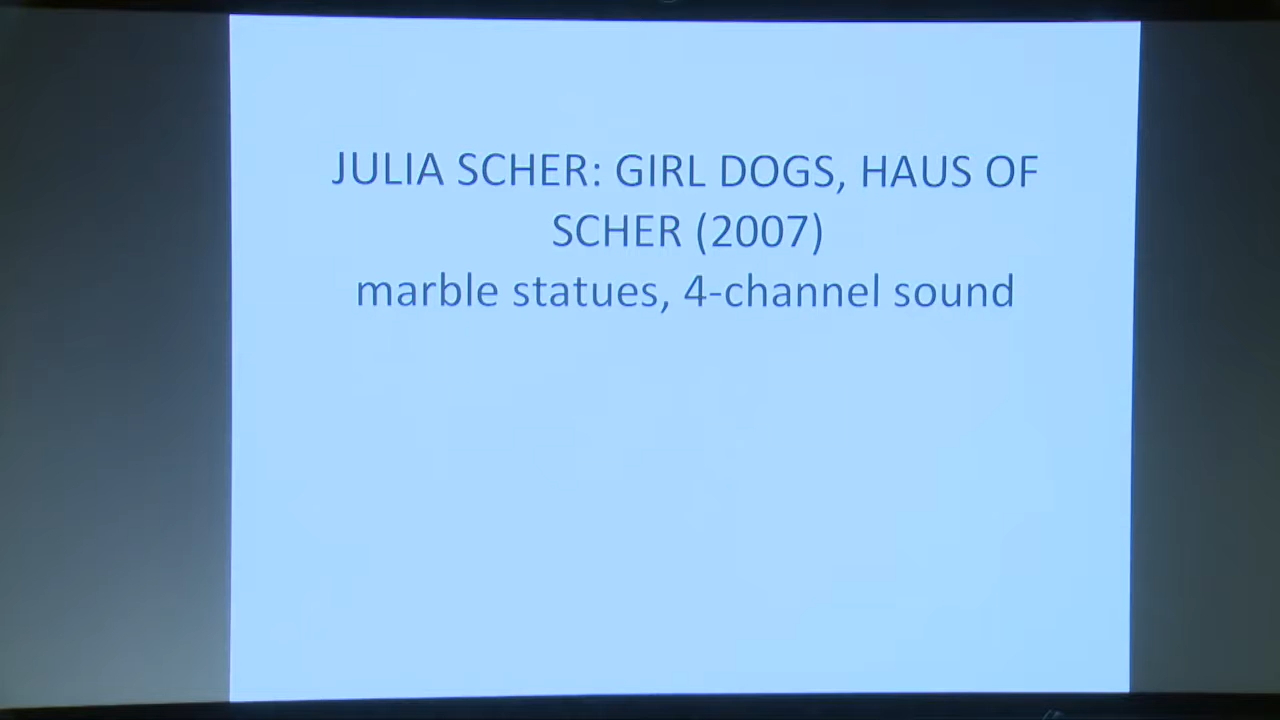 JULIA SCHER: GIRL DOGS, HAUS OF
SCHER (2007)
marble statues, 4-channel sound